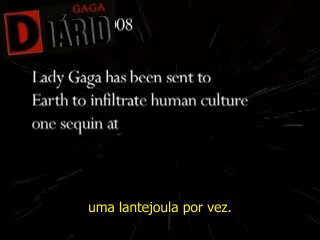 GAGA
DIÁRIO
008
Lady Gaga has been sent to
Earth to infiltrate human culture
one sequin at
uma lantejoula por vez.